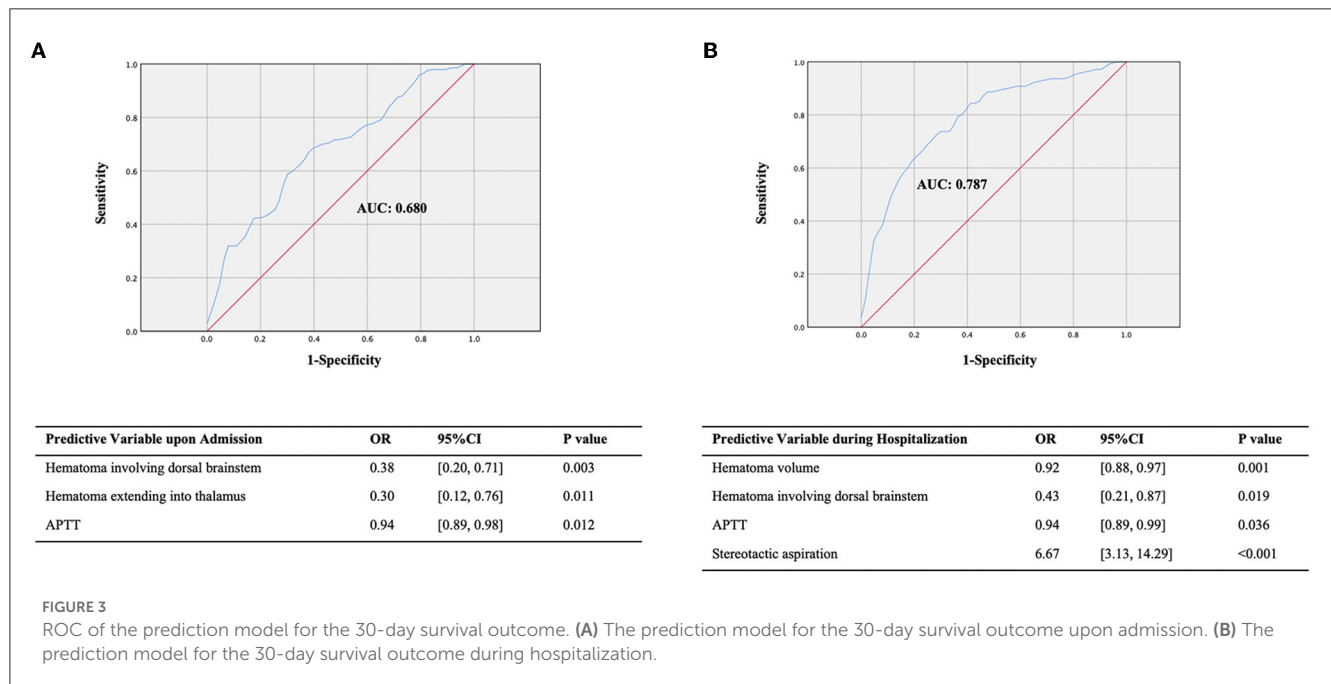 A
1.0
0.8
0.6
0.4
0.2
0.0
Sensitivity
AUC: 0.680
0.0 0.2 0.4 0.6 0.8 1.0
1-Specificity
Predictive Variable upon Admission OR 95%CI P value
Hematoma involving dorsal brainstem 0.38 [0.20, 0.71] 0.003
Hematoma extending into thalamus 0.30 [0.12, 0.76] 0.011
APTT 0.94 [0.89, 0.98] 0.012
B
1.0
0.8
0.6
0.4
0.2
0.0
Sensitivity
AUC: 0.787
0.0 0.2 0.4 0.6 0.8 1.0
1-Specificity
Predictive Variable during Hospitalization OR 95%CI P value
Hematoma volume 0.92 [0.88, 0.97] 0.001
Hematoma involving dorsal brainstem 0.43 [0.21, 0.87] 0.019
APTT 0.94 [0.89, 0.99] 0.036
Stereotactic aspiration 6.67 [3.13, 14.29] <0.001
FIGURE 3
ROC of the prediction model for the 30-day survival outcome. (A) The prediction model for the 30-day survival outcome upon admission. (B) The
prediction model for the 30-day survival outcome during hospitalization.